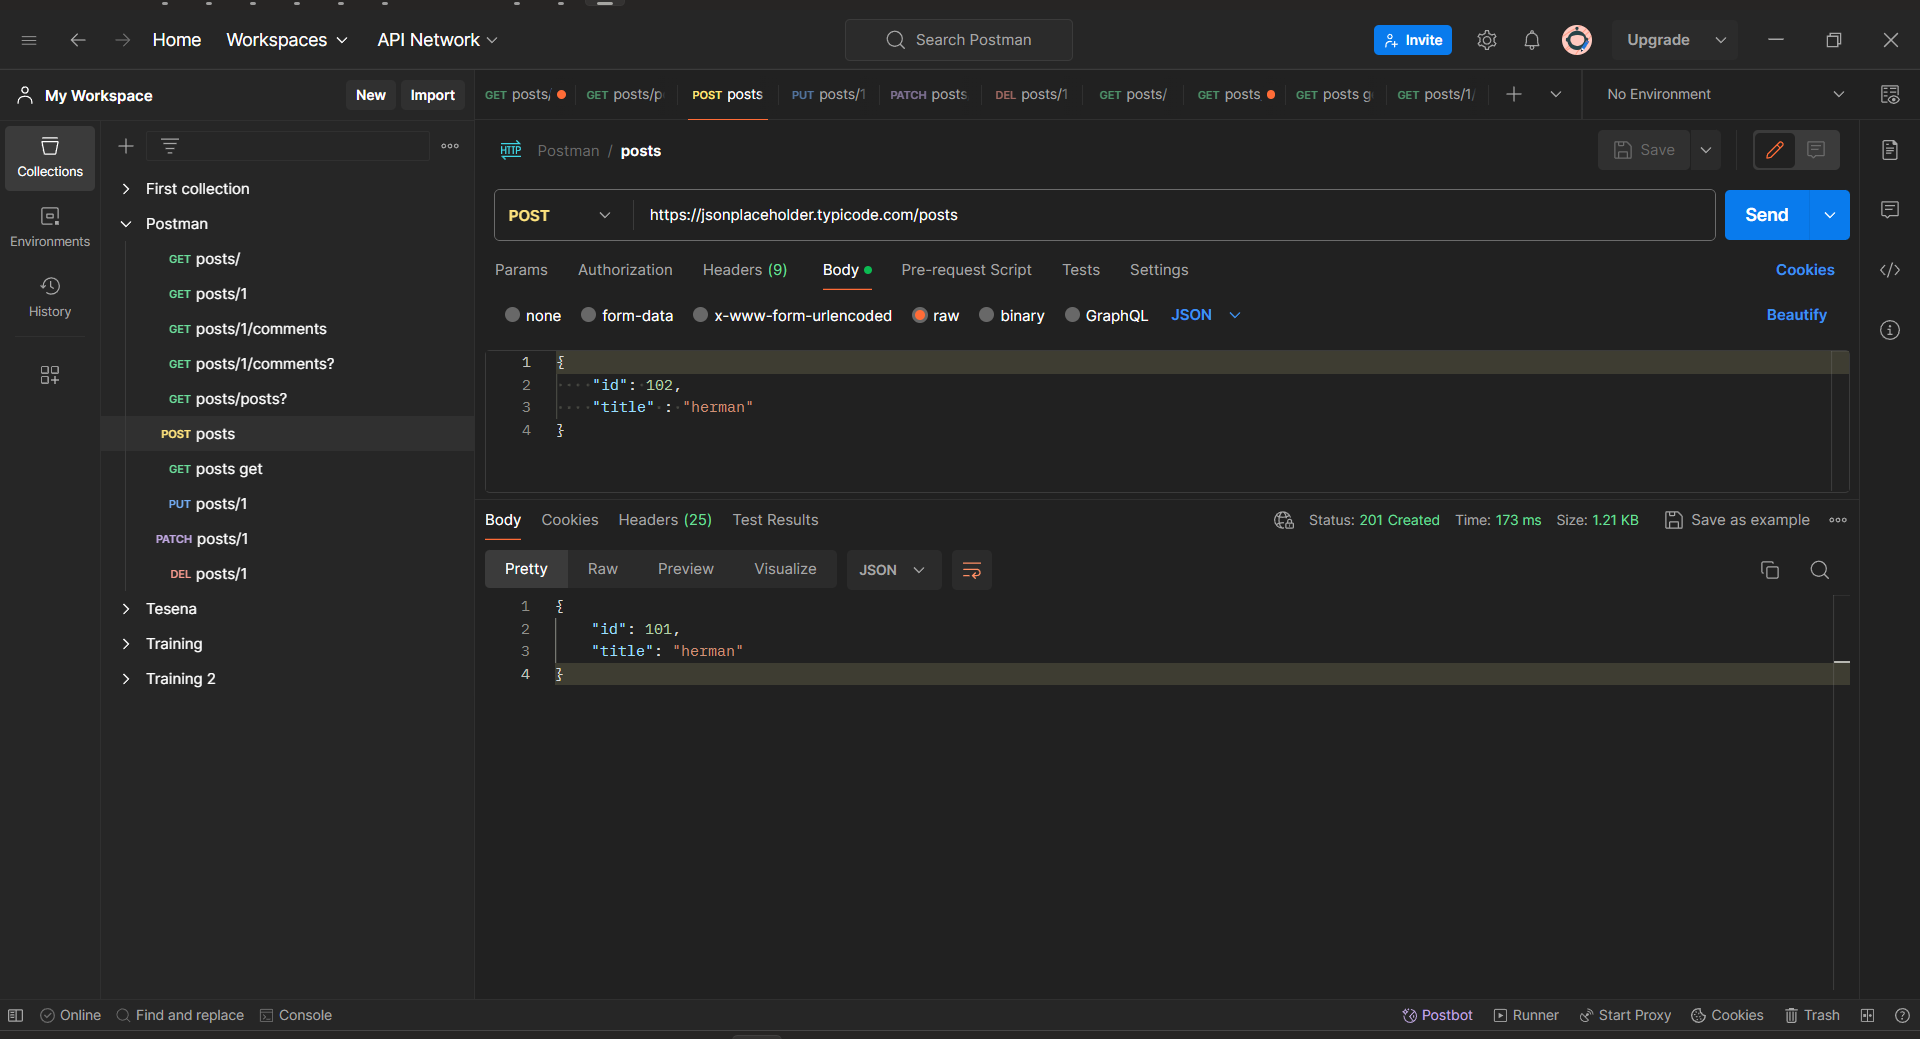 Home Workspaces API Network Search Postman Invite Upgrade
My Workspace New Import GET posts/ GET posts/p POST posts PUT posts/1 PATCH posts DEL posts/1 GET posts/ GET posts GET posts g GET posts/1/ No Environment
Collections
Environments
History
First collection
Postman
GET posts/
GET posts/1
GET posts/1/comments
GET posts/1/comments?
GET posts/posts?
POST posts
GET posts get
PUT posts/1
PATCH posts/1
DEL posts/1
Tesena
Training
Training 2
HTTP Postman / posts Save
POST https://jsonplaceholder.typicode.com/posts Send
Params Authorization Headers (9) Body Pre-request Script Tests Settings Cookies
none form-data x-www-form-urlencoded raw binary GraphQL JSON Beautify
1 {
2 ····"id":·102,
3 ····"title"·:·"herman"
4 }
Body Cookies Headers (25) Test Results Status: 201 Created Time: 173 ms Size: 1.21 KB Save as example
Pretty Raw Preview Visualize JSON
1 {
2 "id": 101,
3 "title": "herman"
4 }
Online Find and replace Console Postbot Runner Start Proxy Cookies Trash